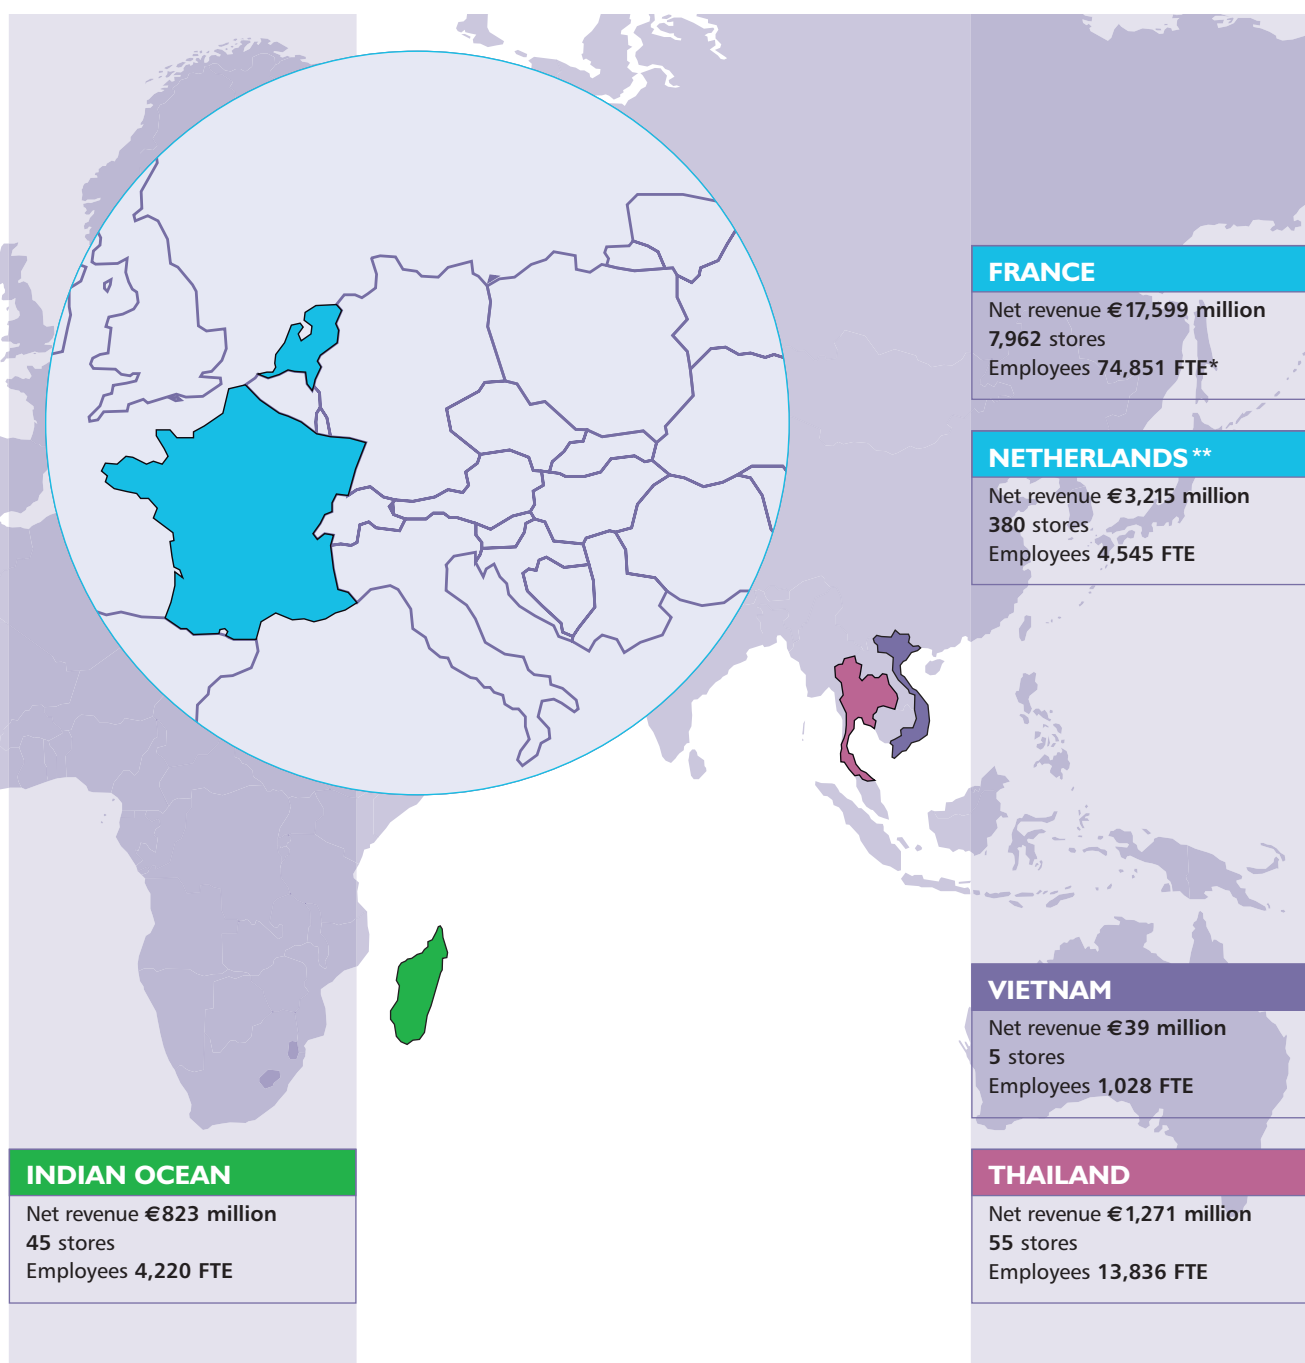 FRANCE
Net revenue €17,599 million
7,962 stores
Employees 74,851 FTE*
NETHERLANDS**
Net revenue €3,215 million
380 stores
Employees 4,545 FTE
VIETNAM
Net revenue €39 million
5 stores
Employees 1,028 FTE
INDIAN OCEAN
Net revenue €823 million
45 stores
Employees 4,220 FTE
THAILAND
Net revenue €1,271 million
55 stores
Employees 13,836 FTE